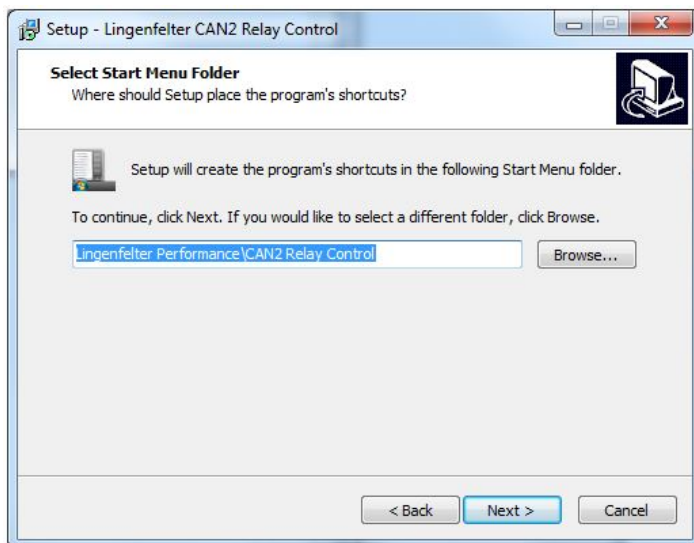 Setup - Lingenfelter CAN2 Relay Control
Select Start Menu Folder
Where should Setup place the program's shortcuts?
Setup will create the program's shortcuts in the following Start Menu folder.
To continue, click Next. If you would like to select a different folder, click Browse.
Lingenfelter Performance\CAN2 Relay Control Browse...
< Back Next > Cancel